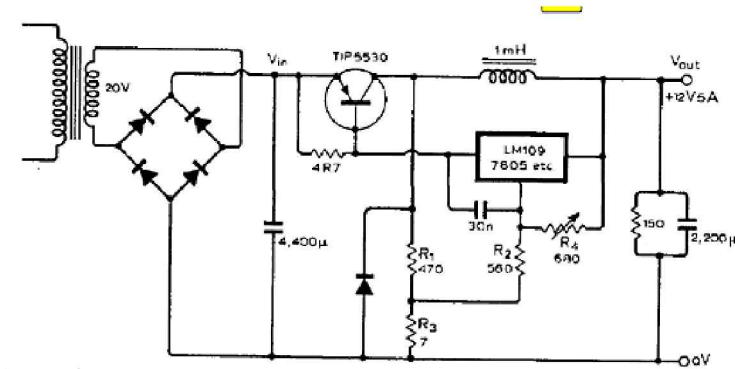 20V
Vin
TIP5530
1mH
Vout
+12V5A
4R7
LM109
7805 etc
30n
4,400μ
R1
470
R2
560
R4
680
R3
7
150
2,200μ
0V